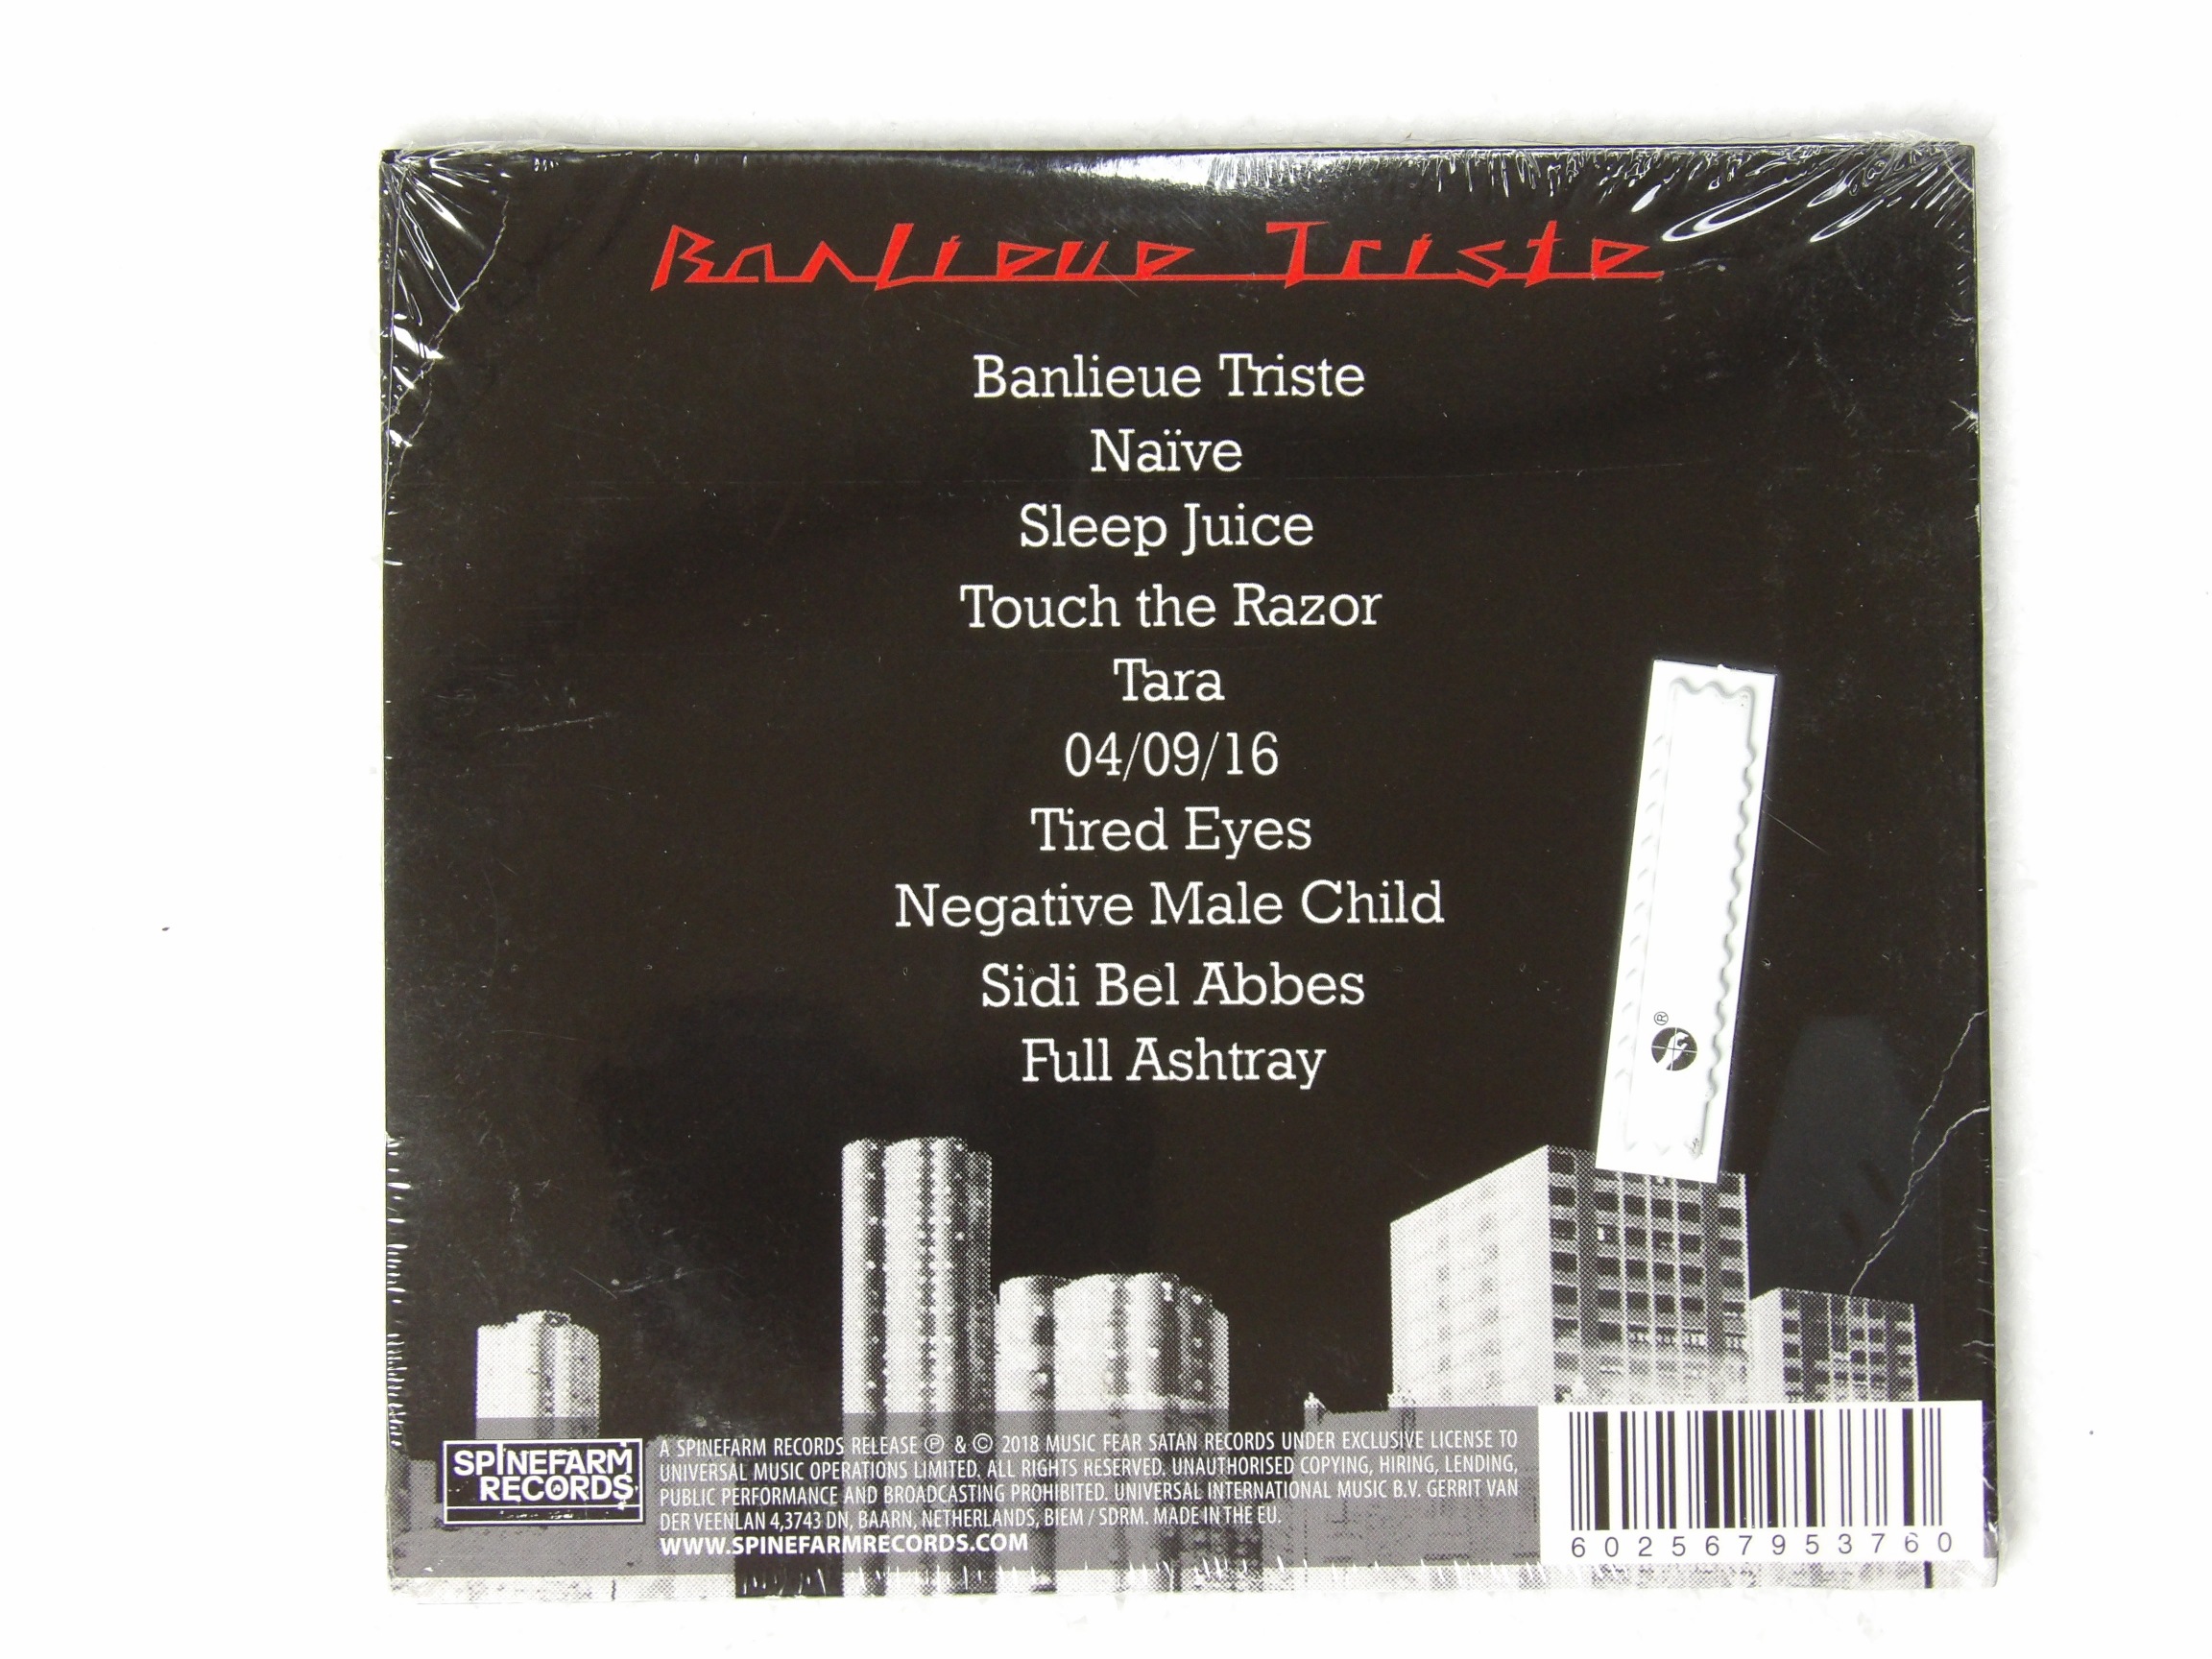 Banlieue Triste
Banlieue Triste
Naïve
Sleep Juice
Touch the Razor
Tara
04/09/16
Tired Eyes
Negative Male Child
Sidi Bel Abbes
Full Ashtray
®
SPINEFARM
RECORDS
A SPINEFARM RECORDS RELEASE Ⓟ & © 2018 MUSIC FEAR SATAN RECORDS UNDER EXCLUSIVE LICENSE TO
UNIVERSAL MUSIC OPERATIONS LIMITED. ALL RIGHTS RESERVED. UNAUTHORISED COPYING, HIRING, LENDING,
PUBLIC PERFORMANCE AND BROADCASTING PROHIBITED. UNIVERSAL INTERNATIONAL MUSIC B.V. GERRIT VAN
DER VEENLAN 4,3743 DN, BAARN, NETHERLANDS, BIEM / SDRM. MADE IN THE EU.
WWW.SPINEFARMRECORDS.COM
602567953760